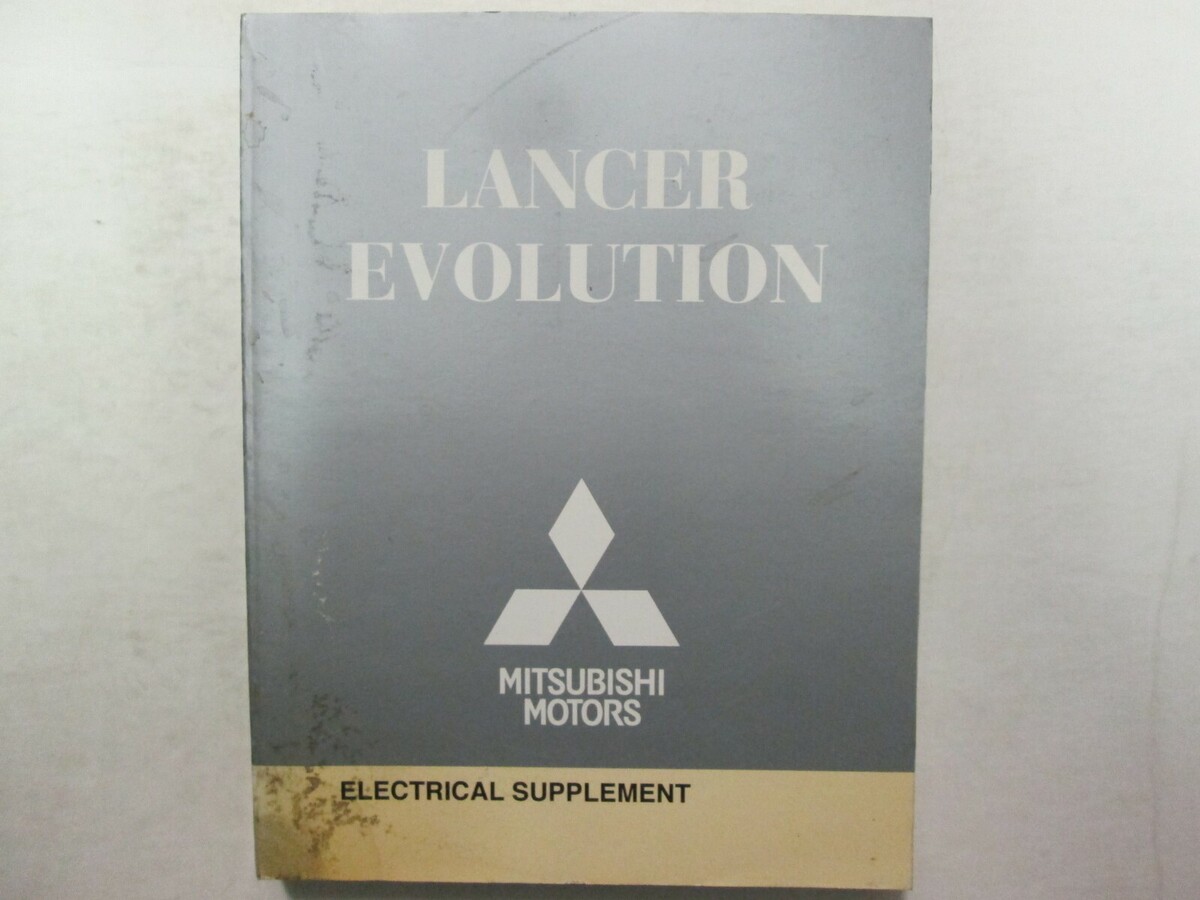 LANCER
EVOLUTION
MITSUBISHI
MOTORS
ELECTRICAL SUPPLEMENT